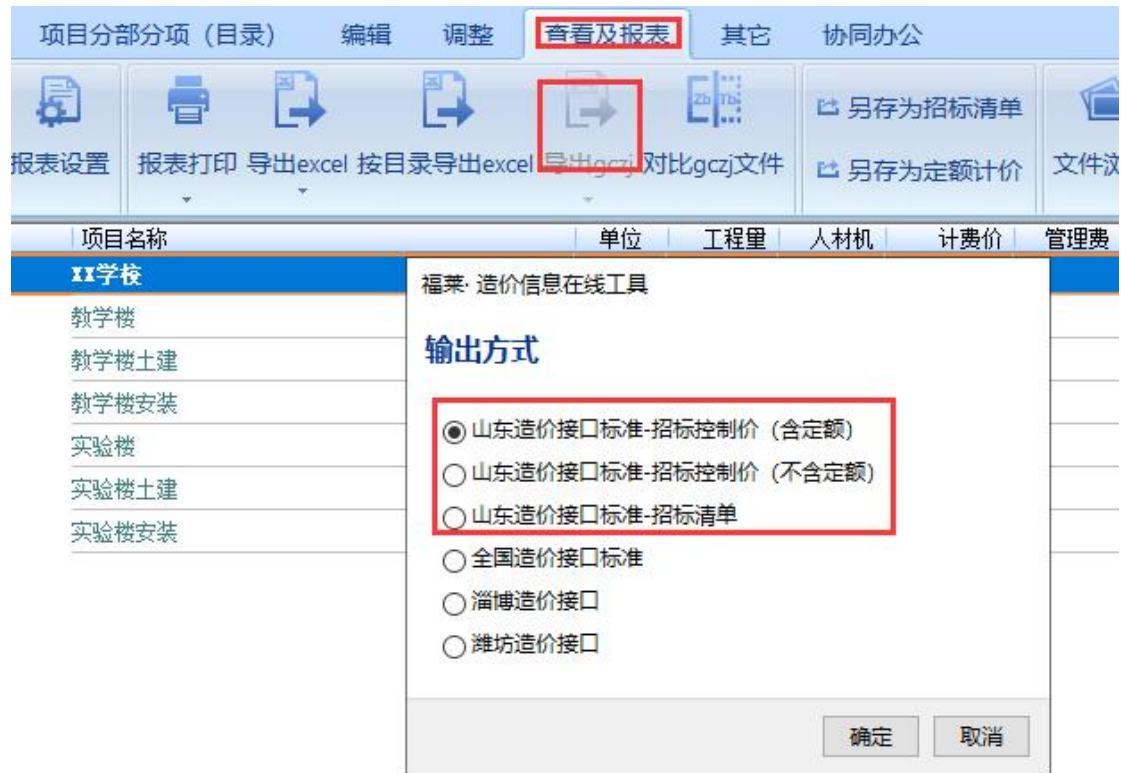 项目分部分项（目录） 编辑 调整 查看及报表 其它 协同办公
另存为招标清单
报表设置 报表打印 导出excel 按目录导出excel 导出gczj 对比gczj文件 另存为定额计价
项目名称 单位 工程量 人材机 计费价 管理费
XX学校
教学楼
教学楼土建
教学楼安装
实验楼
实验楼土建
实验楼安装
福莱·造价信息在线工具
输出方式
山东造价接口标准-招标控制价（含定额）
山东造价接口标准-招标控制价（不含定额）
山东造价接口标准-招标清单
全国造价接口标准
淄博造价接口
潍坊造价接口
确定 取消